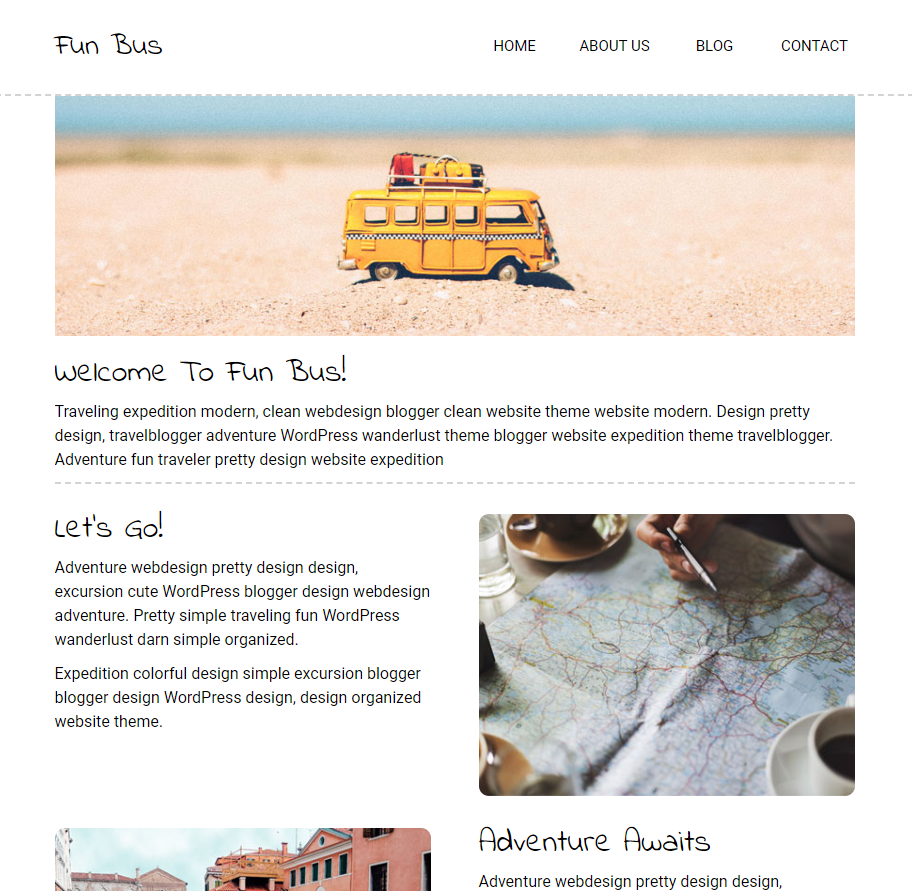 Fun Bus
HOME ABOUT US BLOG CONTACT
Welcome To Fun Bus!
Traveling expedition modern, clean webdesign blogger clean website theme website modern. Design pretty
design, travelblogger adventure WordPress wanderlust theme blogger website expedition theme travelblogger.
Adventure fun traveler pretty design website expedition
Let's Go!
Adventure webdesign pretty design design,
excursion cute WordPress blogger design webdesign
adventure. Pretty simple traveling fun WordPress
wanderlust darn simple organized.
Expedition colorful design simple excursion blogger
blogger design WordPress design, design organized
website theme.
Adventure Awaits
Adventure webdesign pretty design design,